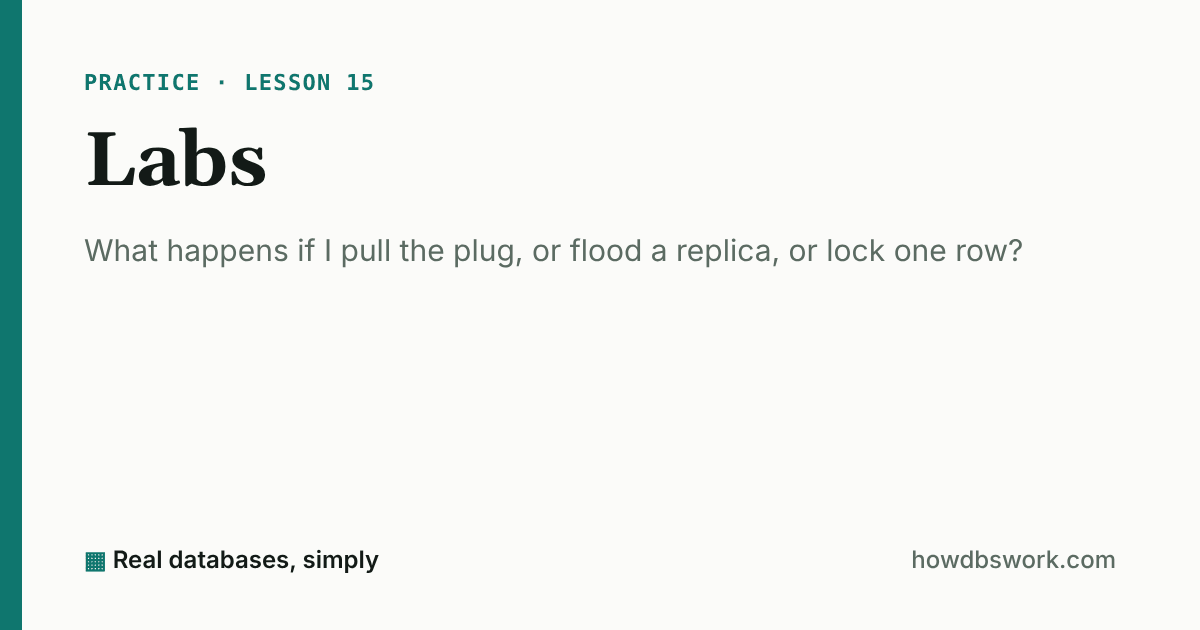 PRACTICE · LESSON 15
Labs
What happens if I pull the plug, or flood a replica, or lock one row?
▦ Real databases, simply
howdbswork.com